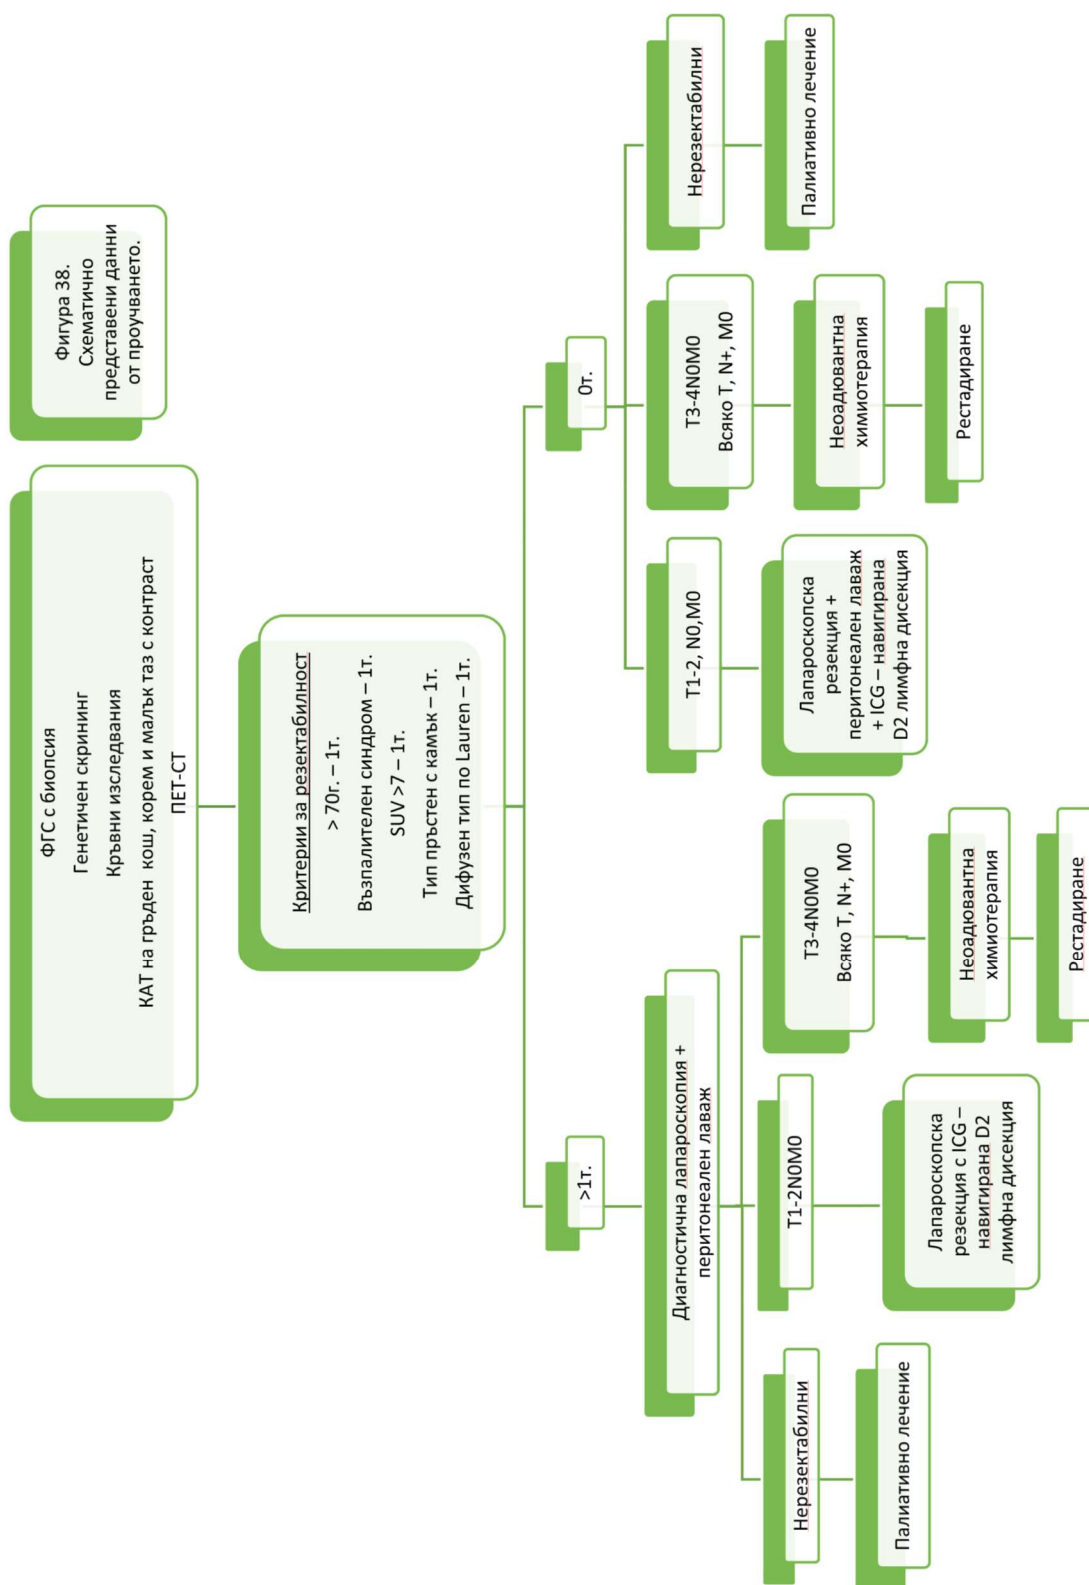 ФГС с биопсия
Генетичен скрининг
Кръвни изследвания
КАТ на гръден кош, корем и малък таз с контраст
ПЕТ-СТ
Фигура 38.
Схематично
представени данни
от проучването.
Критерии за резектабилност
> 70г. – 1т.
Възпалителен синдром – 1т.
SUV >7 – 1т.
Тип пръстен с камък – 1т.
Дифузен тип по Lauren – 1т.
>1т.
Диагностична лапароскопия +
перитонеален лаваж
Нерезектабилни
Палиативно лечение
T1-2N0M0
Лапароскопска
резекция с ICG –
навигирана D2
лимфна дисекция
T3-4N0M0
Всяко T, N+, M0
Неоадювантна
химиотерапия
Рестадиране
0т.
T1-2, N0,M0
Лапароскопска
резекция +
перитонеален лаваж
+ ICG – навигирана
D2 лимфна дисекция
T3-4N0M0
Всяко T, N+, M0
Неоадювантна
химиотерапия
Рестадиране
Нерезектабилни
Палиативно лечение